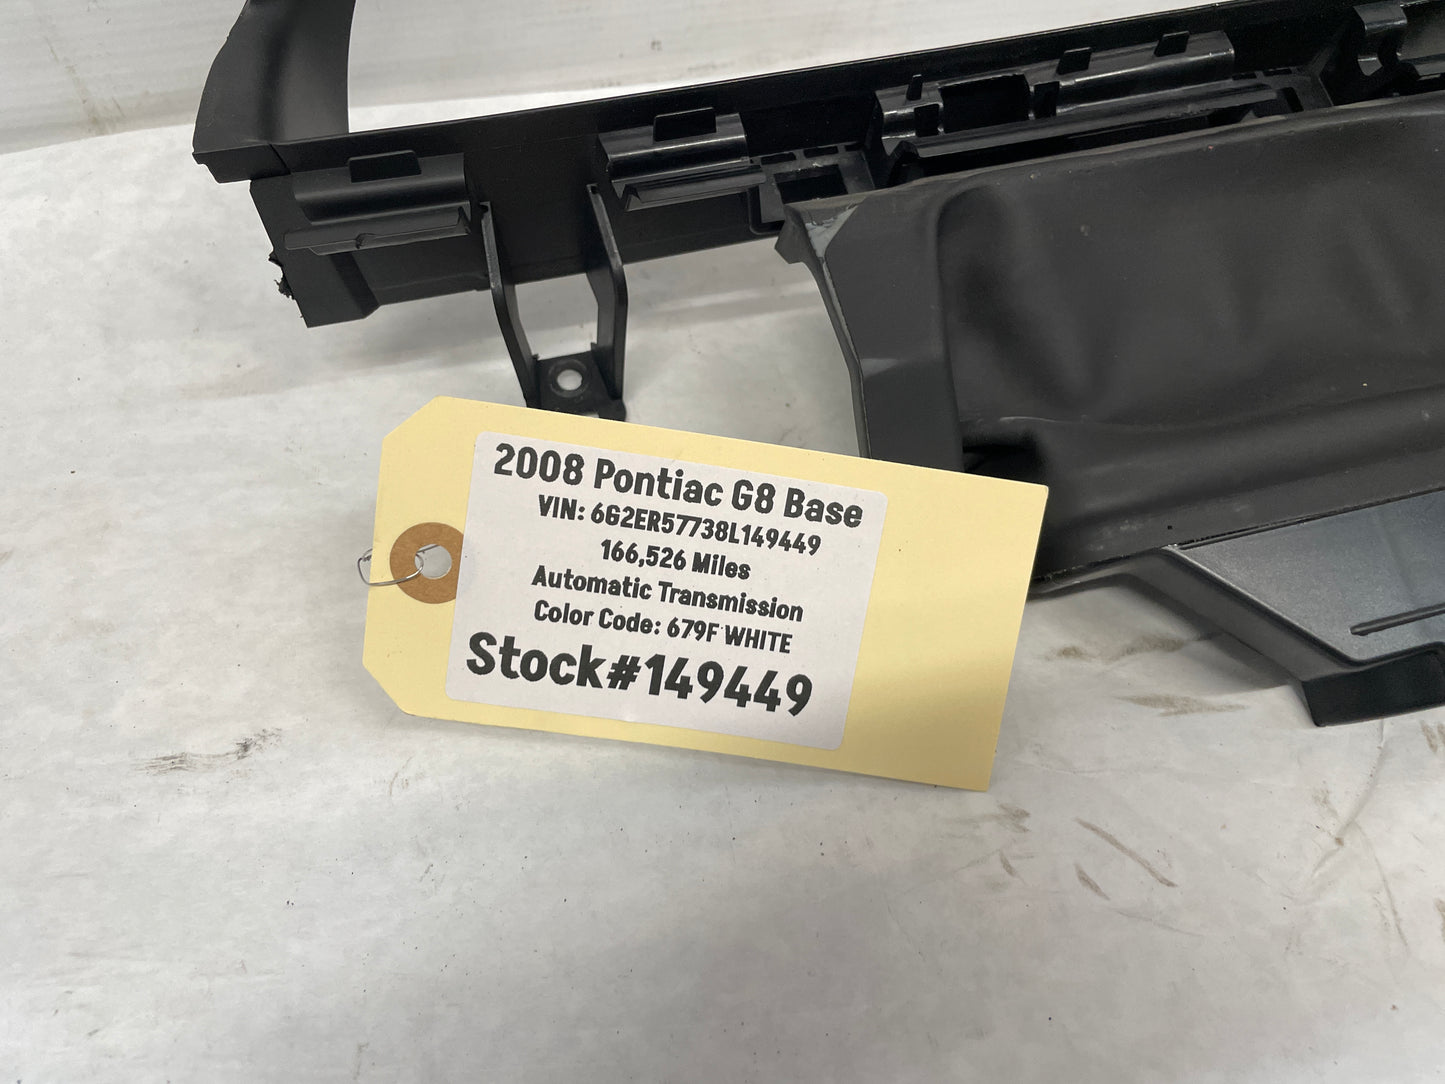 2008 Pontiac G8 Base
VIN: 6G2ER57738L149449
166,526 Miles
Automatic Transmission
Color Code: 679F WHITE
Stock#149449